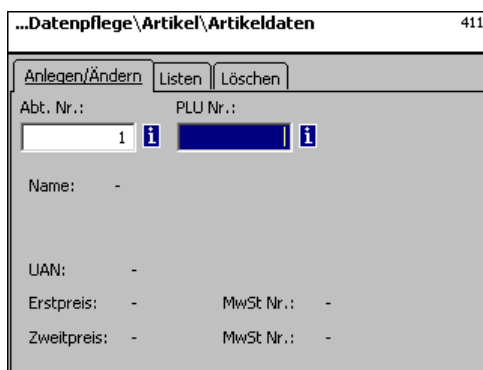 ...Datenpflege\Artikel\Artikeldaten 411
Anlegen/Ändern Listen Löschen
Abt. Nr.: PLU Nr.:
1 i i
Name: -
UAN: -
Erstpreis: - MwSt Nr.: -
Zweitpreis: - MwSt Nr.: -